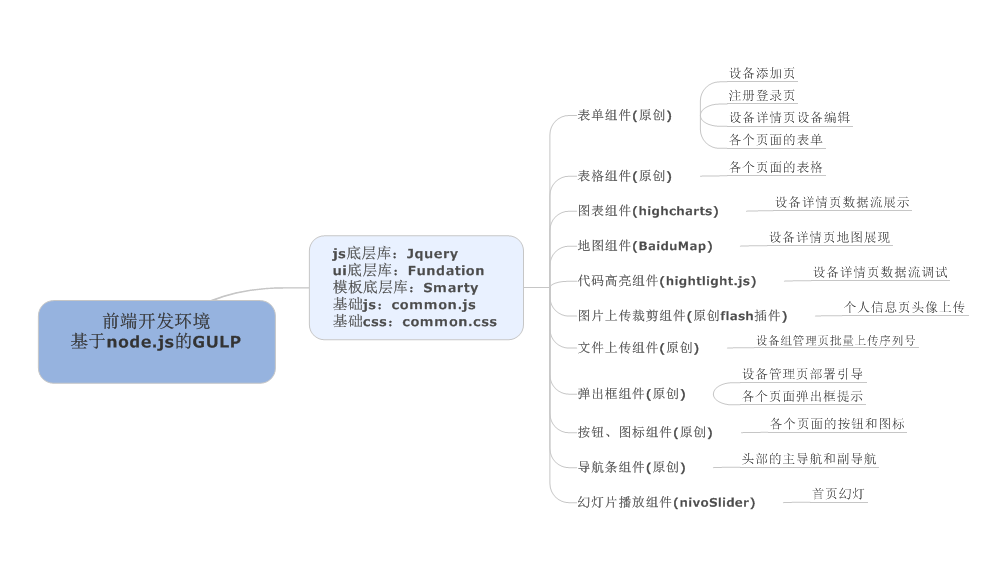 前端开发环境
基于node.js的GULP
js底层库：Jquery
ui底层库：Fundation
模板底层库：Smarty
基础js：common.js
基础css：common.css
表单组件(原创)
设备添加页
注册登录页
设备详情页设备编辑
各个页面的表单
表格组件(原创)
各个页面的表格
图表组件(highcharts)
设备详情页数据流展示
地图组件(BaiduMap)
设备详情页地图展现
代码高亮组件(hightlight.js)
设备详情页数据流调试
图片上传裁剪组件(原创flash插件)
个人信息页头像上传
文件上传组件(原创)
设备组管理页批量上传序列号
弹出框组件(原创)
设备管理页部署引导
各个页面弹出框提示
按钮、图标组件(原创)
各个页面的按钮和图标
导航条组件(原创)
头部的主导航和副导航
幻灯片播放组件(nivoSlider)
首页幻灯